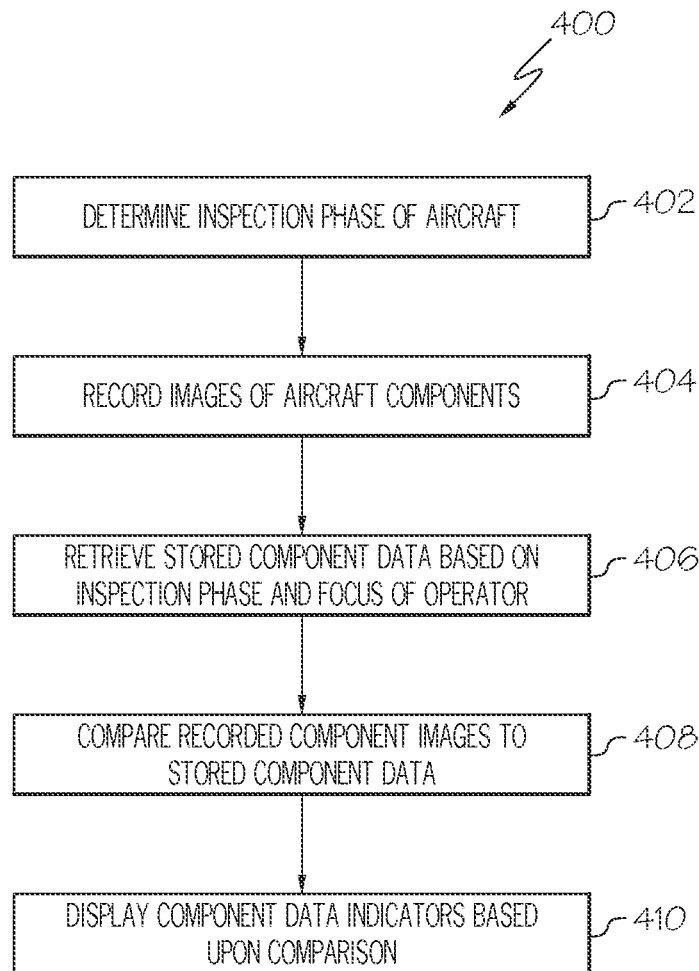 400
DETERMINE INSPECTION PHASE OF AIRCRAFT
402
RECORD IMAGES OF AIRCRAFT COMPONENTS
404
RETRIEVE STORED COMPONENT DATA BASED ON
INSPECTION PHASE AND FOCUS OF OPERATOR
406
COMPARE RECORDED COMPONENT IMAGES TO
STORED COMPONENT DATA
408
DISPLAY COMPONENT DATA INDICATORS BASED
UPON COMPARISON
410